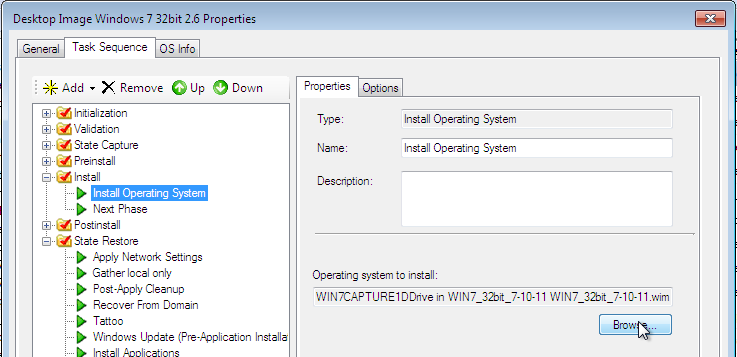 Desktop Image Windows 7 32bit 2.6 Properties
General Task Sequence OS Info
Add Remove Up Down
Initialization
Validation
State Capture
Preinstall
Install
Install Operating System
Next Phase
Postinstall
State Restore
Apply Network Settings
Gather local only
Post-Apply Cleanup
Recover From Domain
Tattoo
Windows Update (Pre-Application Installa
Install Applications
Properties Options
Type: Install Operating System
Name: Install Operating System
Description:
Operating system to install:
WIN7CAPTURE1DDrive in WIN7_32bit_7-10-11 WIN7_32bit_7-10-11.wim
Browse...